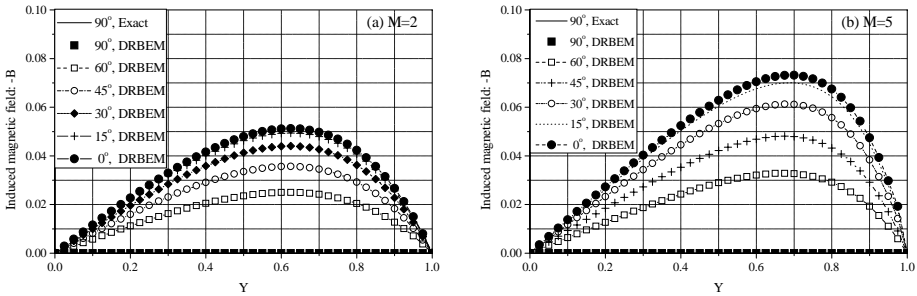 Induced magnetic field: -B
0.10
0.08
0.06
0.04
0.02
0.00
0.0
0.2
0.4
0.6
0.8
1.0
Y
(a) M=2
90°, Exact
90°, DRBEM
60°, DRBEM
45°, DRBEM
30°, DRBEM
15°, DRBEM
0°, DRBEM
Induced magnetic field: -B
0.10
0.08
0.06
0.04
0.02
0.00
0.0
0.2
0.4
0.6
0.8
1.0
Y
(b) M=5
90°, Exact
90°, DRBEM
60°, DRBEM
45°, DRBEM
30°, DRBEM
15°, DRBEM
0°, DRBEM